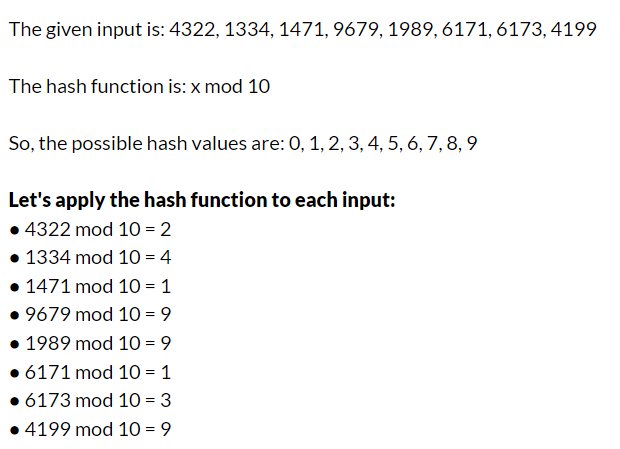 The given input is: 4322, 1334, 1471, 9679, 1989, 6171, 6173, 4199
The hash function is: x mod 10
So, the possible hash values are: 0, 1, 2, 3, 4, 5, 6, 7, 8, 9
Let's apply the hash function to each input:
● 4322 mod 10 = 2
● 1334 mod 10 = 4
● 1471 mod 10 = 1
● 9679 mod 10 = 9
● 1989 mod 10 = 9
● 6171 mod 10 = 1
● 6173 mod 10 = 3
● 4199 mod 10 = 9